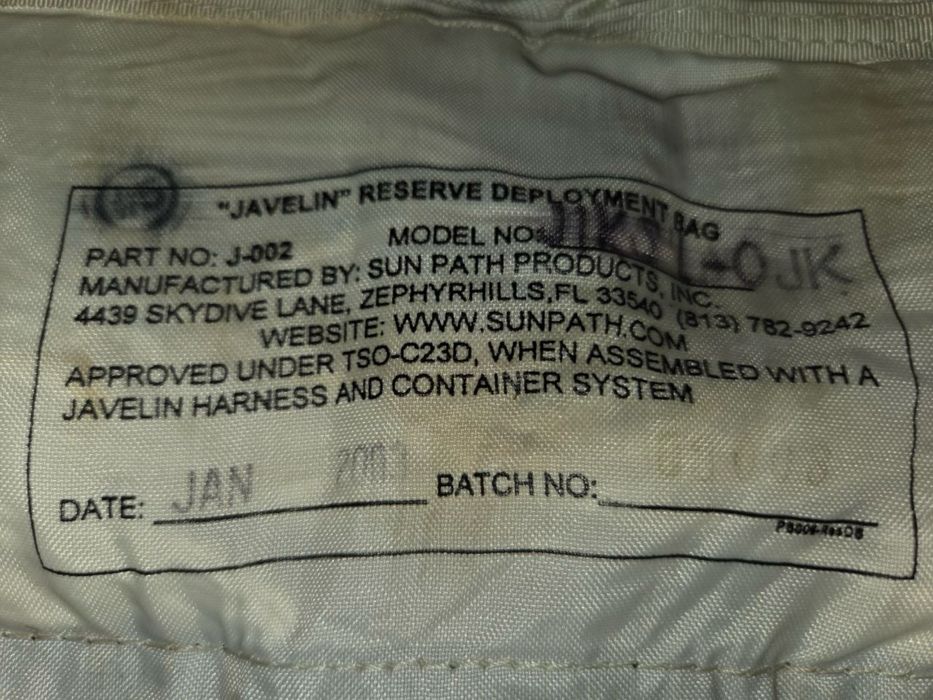 "JAVELIN" RESERVE DEPLOYMENT BAG
PART NO: J-002 MODEL NO: -OJK
MANUFACTURED BY: SUN PATH PRODUCTS, INC.
4439 SKYDIVE LANE, ZEPHYRHILLS,FL 33540 (813) 782-9242
WEBSITE: WWW.SUNPATH.COM
APPROVED UNDER TSO-C23D, WHEN ASSEMBLED WITH A
JAVELIN HARNESS AND CONTAINER SYSTEM
DATE: JAN BATCH NO: